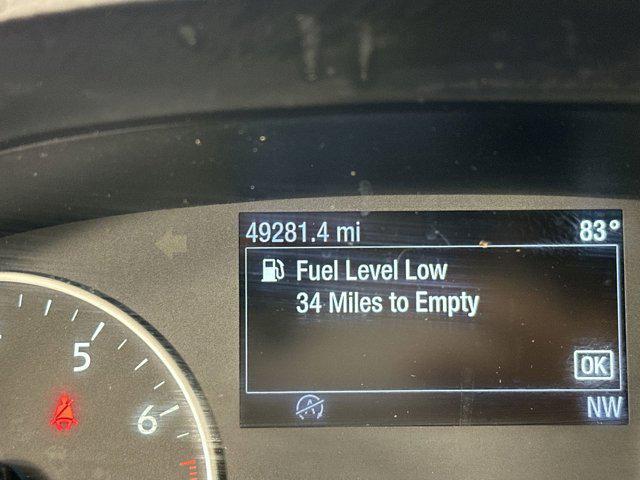 49281.4 mi 83°
Fuel Level Low
34 Miles to Empty
OK
NW
5
6